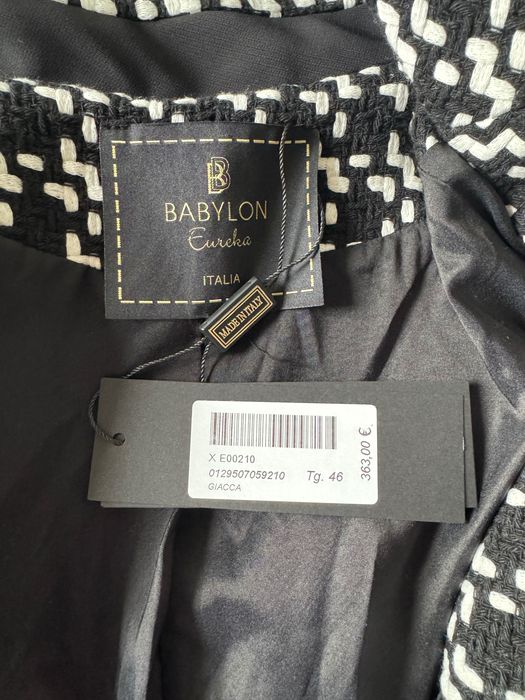 B
BABYLON
Eureka
ITALIA
MADE IN ITALY
X E00210
0129507059210 Tg. 46
GIACCA
363,00 €